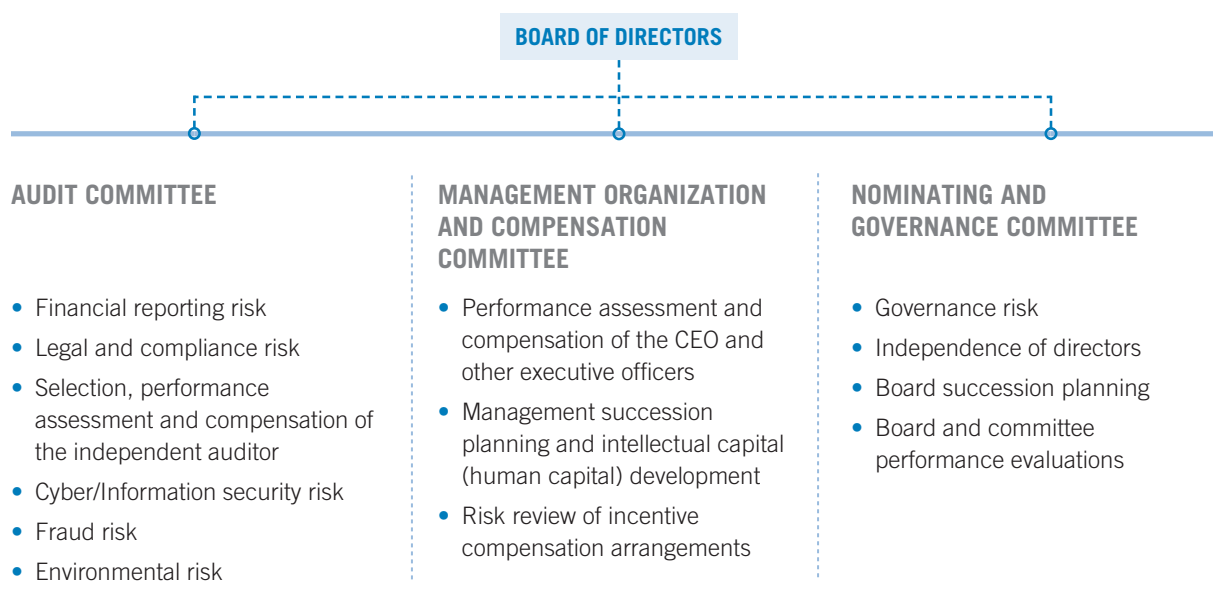 BOARD OF DIRECTORS
AUDIT COMMITTEE
• Financial reporting risk
• Legal and compliance risk
• Selection, performance
assessment and compensation of
the independent auditor
• Cyber/Information security risk
• Fraud risk
• Environmental risk
MANAGEMENT ORGANIZATION
AND COMPENSATION
COMMITTEE
• Performance assessment and
compensation of the CEO and
other executive officers
• Management succession
planning and intellectual capital
(human capital) development
• Risk review of incentive
compensation arrangements
NOMINATING AND
GOVERNANCE COMMITTEE
• Governance risk
• Independence of directors
• Board succession planning
• Board and committee
performance evaluations